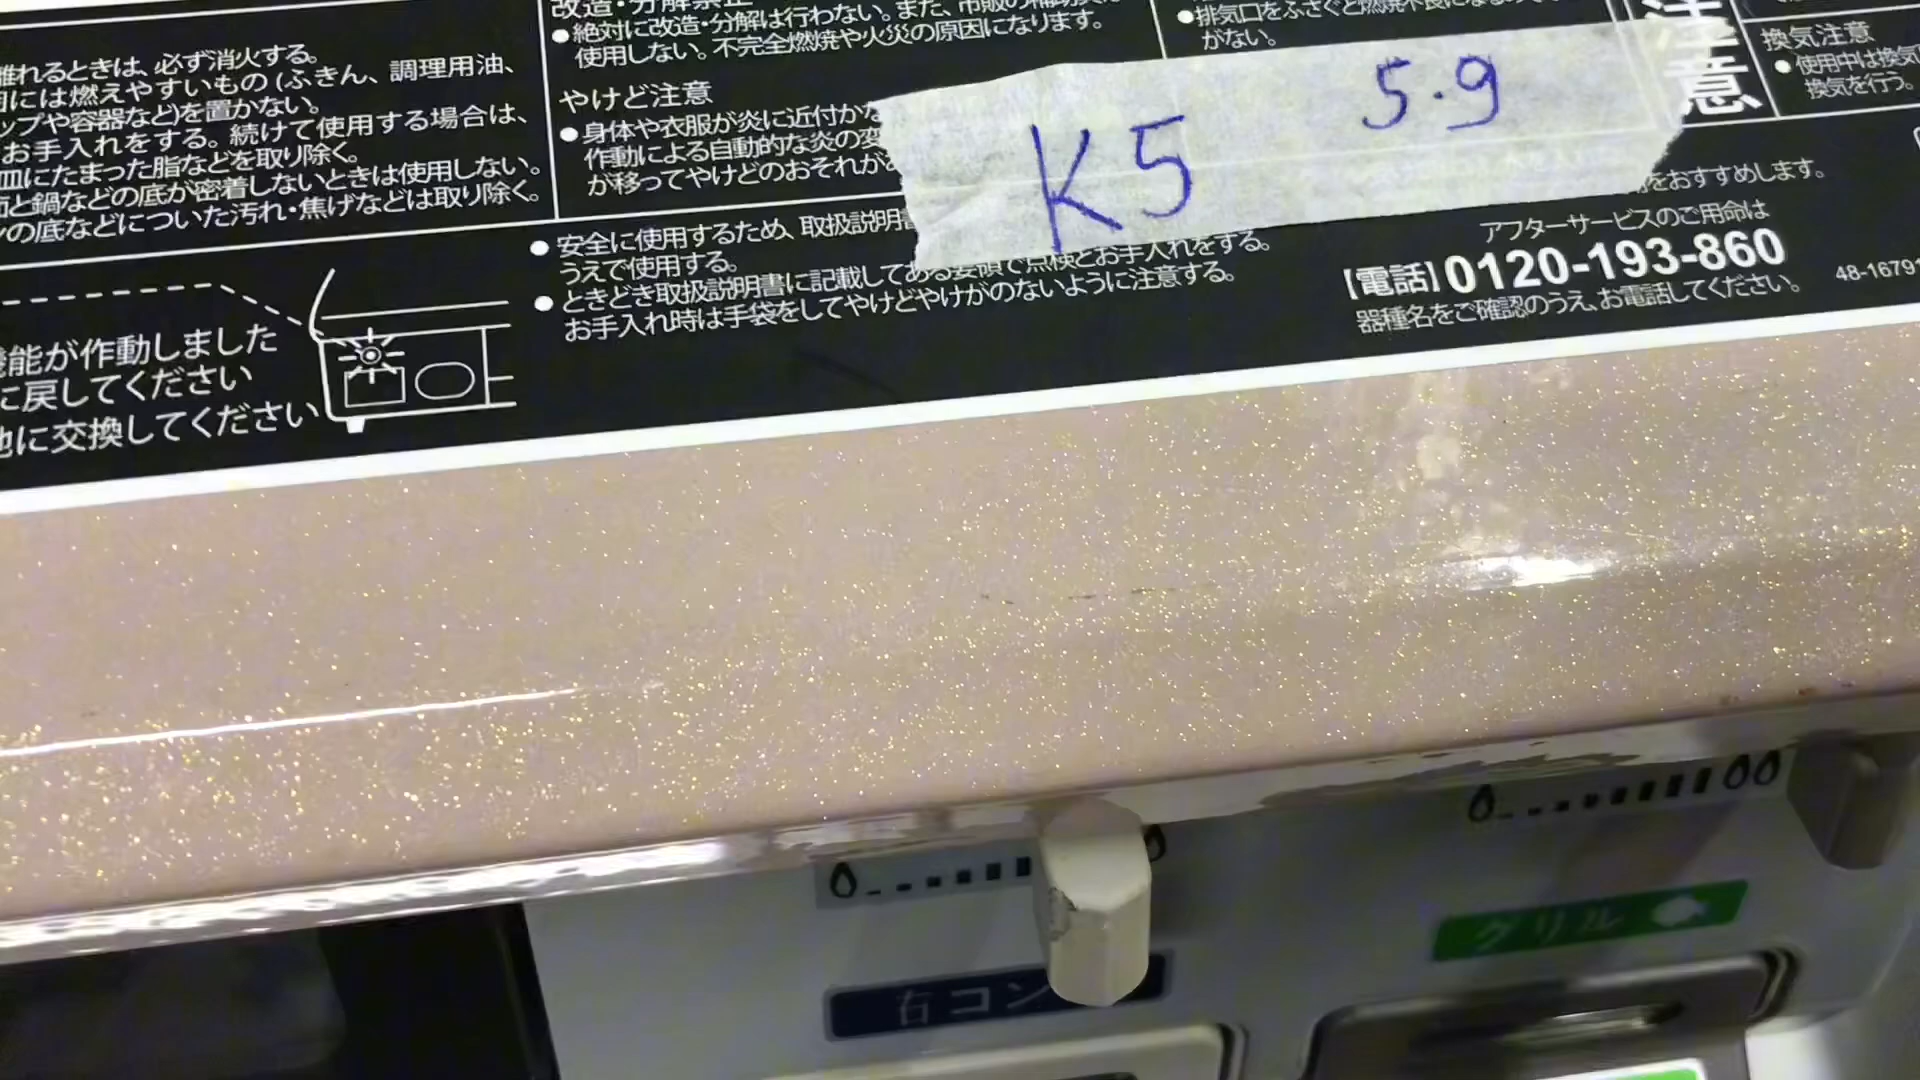 離れるときは、必ず消火する。
には燃えやすいもの(ふきん、調理用油、
ップや容器など)を置かない。
お手入れをする。続けて使用する場合は、
皿にたまった脂などを取り除く。
と鍋などの底が密着しないときは使用しない。
の底などについた汚れ・焦げなどは取り除く。
能が作動しました
に戻してください
に交換してください
改造・分解禁止
●絶対に改造・分解は行わない。また、市販の補助具
使用しない。不完全燃焼や火災の原因になります。
やけど注意
●身体や衣服が炎に近付かな
作動による自動的な炎の変
が移ってやけどのおそれが
●安全に使用するため、取扱説明書
うえで使用する。
●ときどき取扱説明書に記載してある要領で点検とお手入れをする。
お手入れ時は手袋をしてやけどやけがのないように注意する。
●排気口をふさぐと燃焼不良になる
がない。
K5 5.9
注意
換気注意
●使用中は換気
換気を行う。
をおすすめします。
アフターサービスのご用命は
【電話】0120-193-860
器種名をご確認のうえ、お電話してください。
48-16791
右コン
グリル